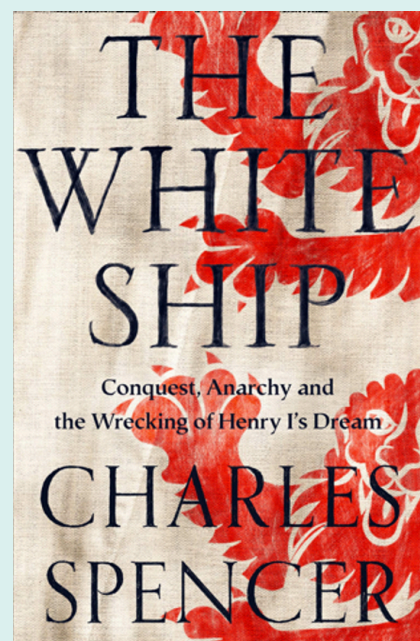 THE
WHITE
SHIP
Conquest, Anarchy and
the Wrecking of Henry I's Dream
CHARLES
SPENCER